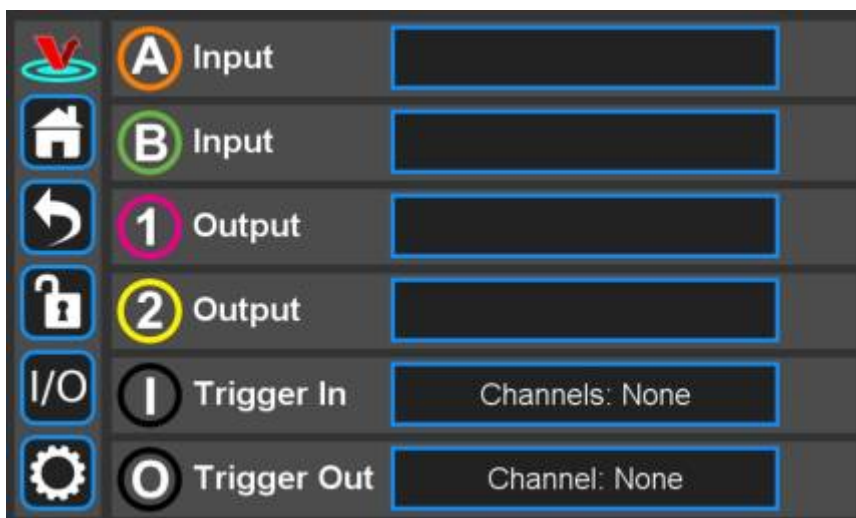 A Input
B Input
1 Output
2 Output
I/O I Trigger In Channels: None
O Trigger Out Channel: None